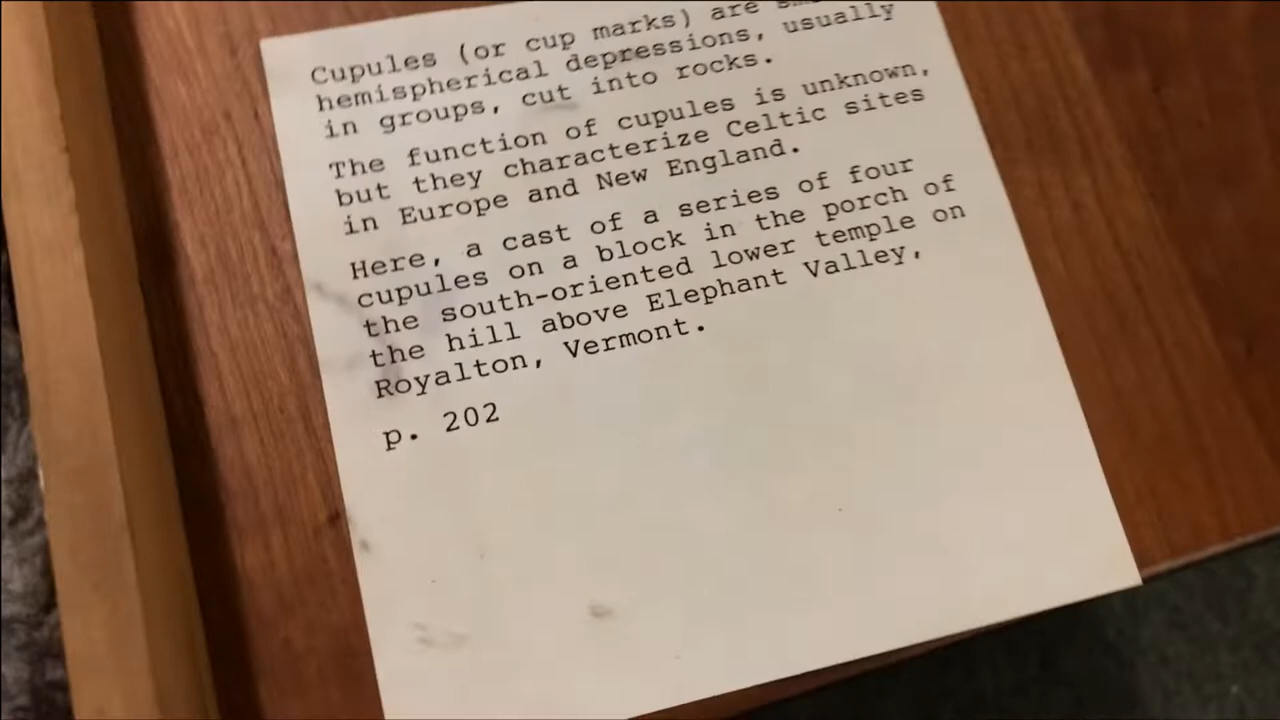 Cupules (or cup marks) are
hemispherical depressions, usually
in groups, cut into rocks.
The function of cupules is unknown,
but they characterize Celtic sites
in Europe and New England.
Here, a cast of a series of four
cupules on a block in the porch of
the south-oriented lower temple on
the hill above Elephant Valley,
Royalton, Vermont.
p. 202